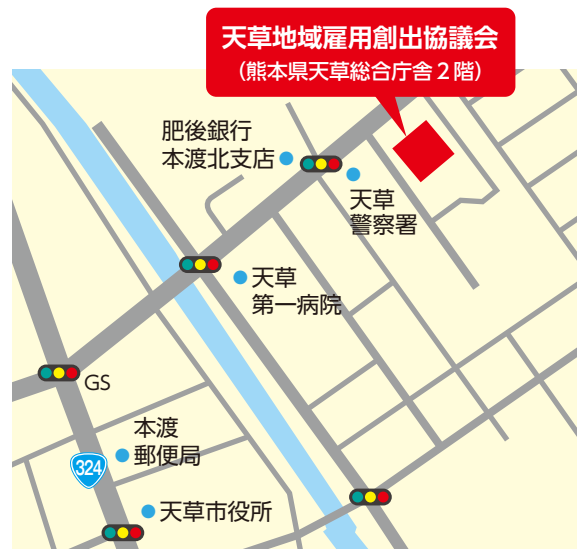 天草地域雇用創出協議会
（熊本県天草総合庁舎２階）
肥後銀行
本渡北支店
天草
警察署
天草
第一病院
GS
本渡
郵便局
324
天草市役所